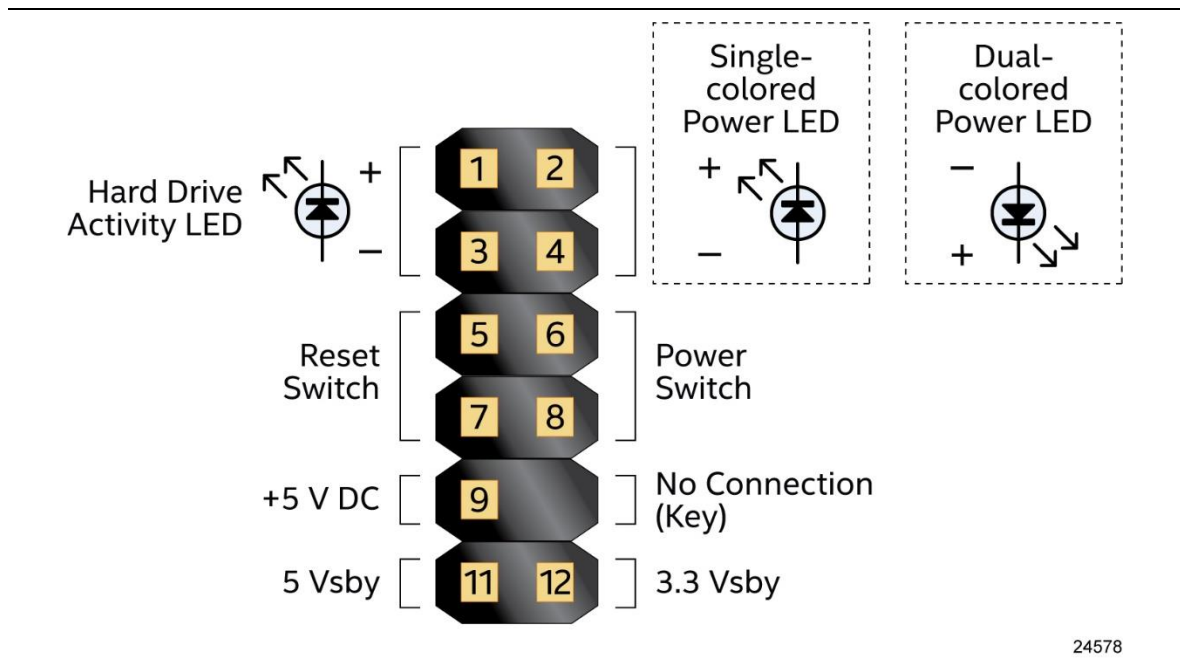 Single-
colored
Power LED
Dual-
colored
Power LED
Hard Drive
Activity LED
+
−
1 2
3 4
+
−
−
+
Reset
Switch
5 6
7 8
Power
Switch
+5 V DC
9
No Connection
(Key)
5 Vsby
11 12
3.3 Vsby
24578